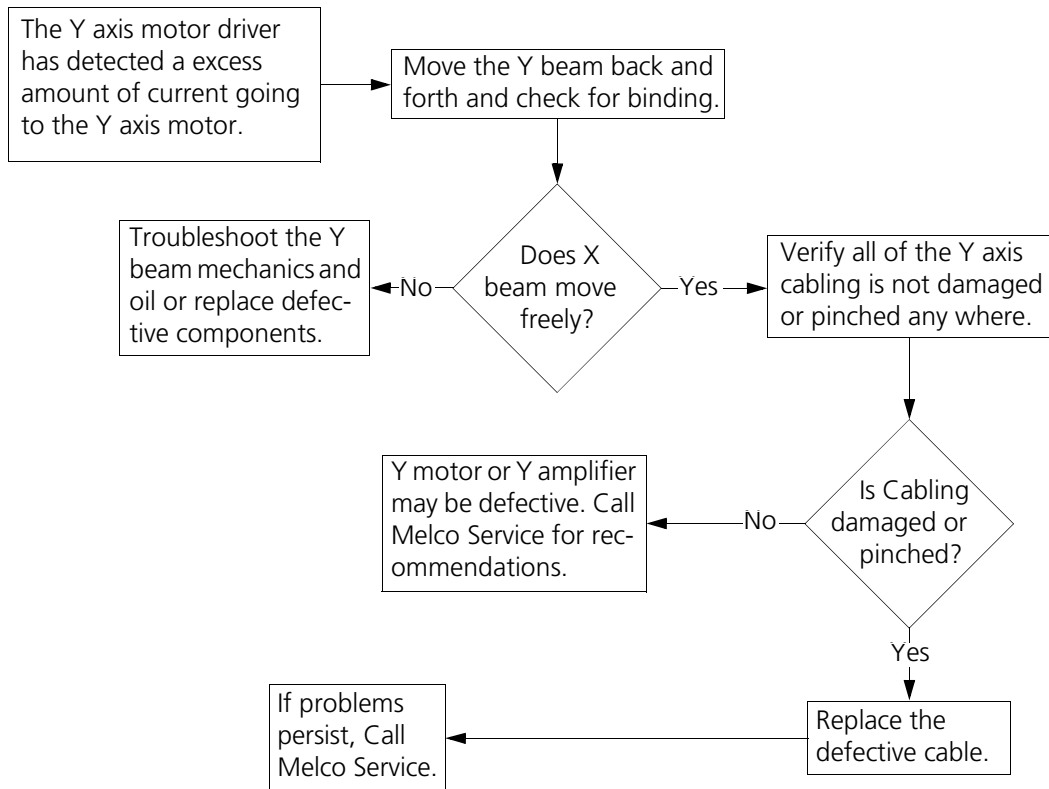 The Y axis motor driver
has detected a excess
amount of current going
to the Y axis motor.
Move the Y beam back and
forth and check for binding.
Does X
beam move
freely?
No
Troubleshoot the Y
beam mechanics and
oil or replace defec-
tive components.
Yes
Verify all of the Y axis
cabling is not damaged
or pinched any where.
Is Cabling
damaged or
pinched?
No
Y motor or Y amplifier
may be defective. Call
Melco Service for rec-
ommendations.
Yes
Replace the
defective cable.
If problems
persist, Call
Melco Service.